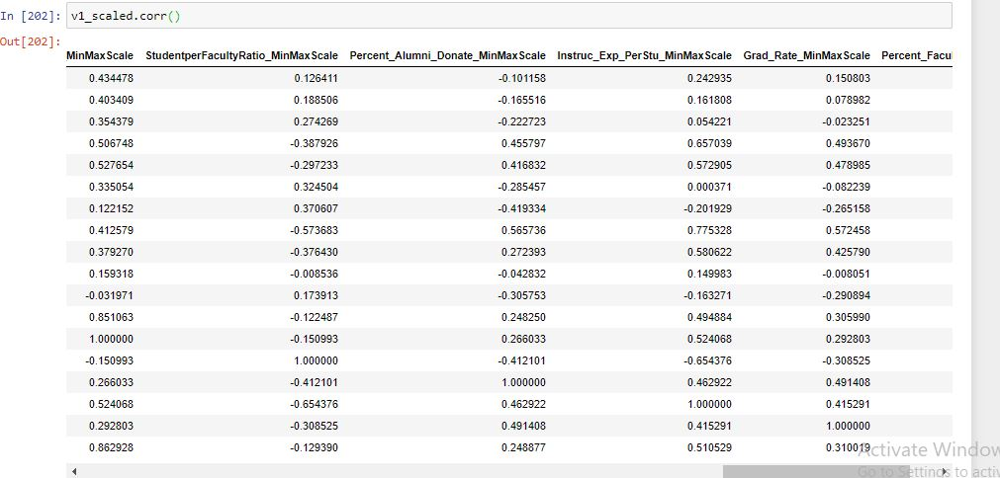 In [202]: v1_scaled.corr()
Out[202]:
MinMaxScale StudentperFacultyRatio_MinMaxScale Percent_Alumni_Donate_MinMaxScale Instruc_Exp_PerStu_MinMaxScale Grad_Rate_MinMaxScale Percent_Facul
0.434478 0.126411 -0.101158 0.242935 0.150803
0.403409 0.188506 -0.165516 0.161808 0.078982
0.354379 0.274269 -0.222723 0.054221 -0.023251
0.506748 -0.387926 0.455797 0.657039 0.493670
0.527654 -0.297233 0.416832 0.572905 0.478985
0.335054 0.324504 -0.285457 0.000371 -0.082239
0.122152 0.370607 -0.419334 -0.201929 -0.265158
0.412579 -0.573683 0.565736 0.775328 0.572458
0.379270 -0.376430 0.272393 0.580622 0.425790
0.159318 -0.008536 -0.042832 0.149983 -0.008051
-0.031971 0.173913 -0.305753 -0.163271 -0.290894
0.851063 -0.122487 0.248250 0.494884 0.305990
1.000000 -0.150993 0.266033 0.524068 0.292803
-0.150993 1.000000 -0.412101 -0.654376 -0.308525
0.266033 -0.412101 1.000000 0.462922 0.491408
0.524068 -0.654376 0.462922 1.000000 0.415291
0.292803 -0.308525 0.491408 0.415291 1.000000
0.862928 -0.129390 0.248877 0.510529 0.310019
Activate Window
Go to Settings to activ